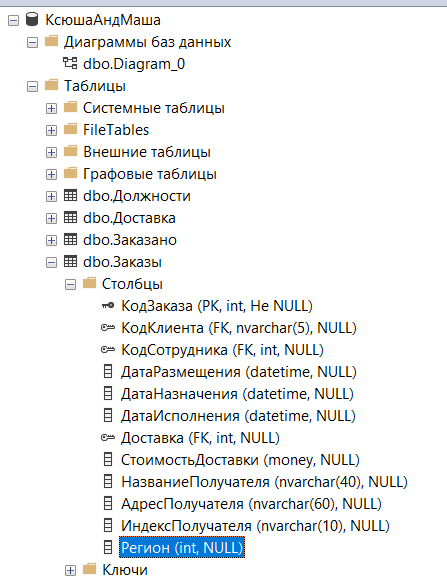 КсюшаАндМаша
Диаграммы баз данных
dbo.Diagram_0
Таблицы
Системные таблицы
FileTables
Внешние таблицы
Графовые таблицы
dbo.Должности
dbo.Доставка
dbo.Заказано
dbo.Заказы
Столбцы
КодЗаказа (PK, int, Не NULL)
КодКлиента (FK, nvarchar(5), NULL)
КодСотрудника (FK, int, NULL)
ДатаРазмещения (datetime, NULL)
ДатаНазначения (datetime, NULL)
ДатаИсполнения (datetime, NULL)
Доставка (FK, int, NULL)
СтоимостьДоставки (money, NULL)
НазваниеПолучателя (nvarchar(40), NULL)
АдресПолучателя (nvarchar(60), NULL)
ИндексПолучателя (nvarchar(10), NULL)
Регион (int, NULL)
Ключи